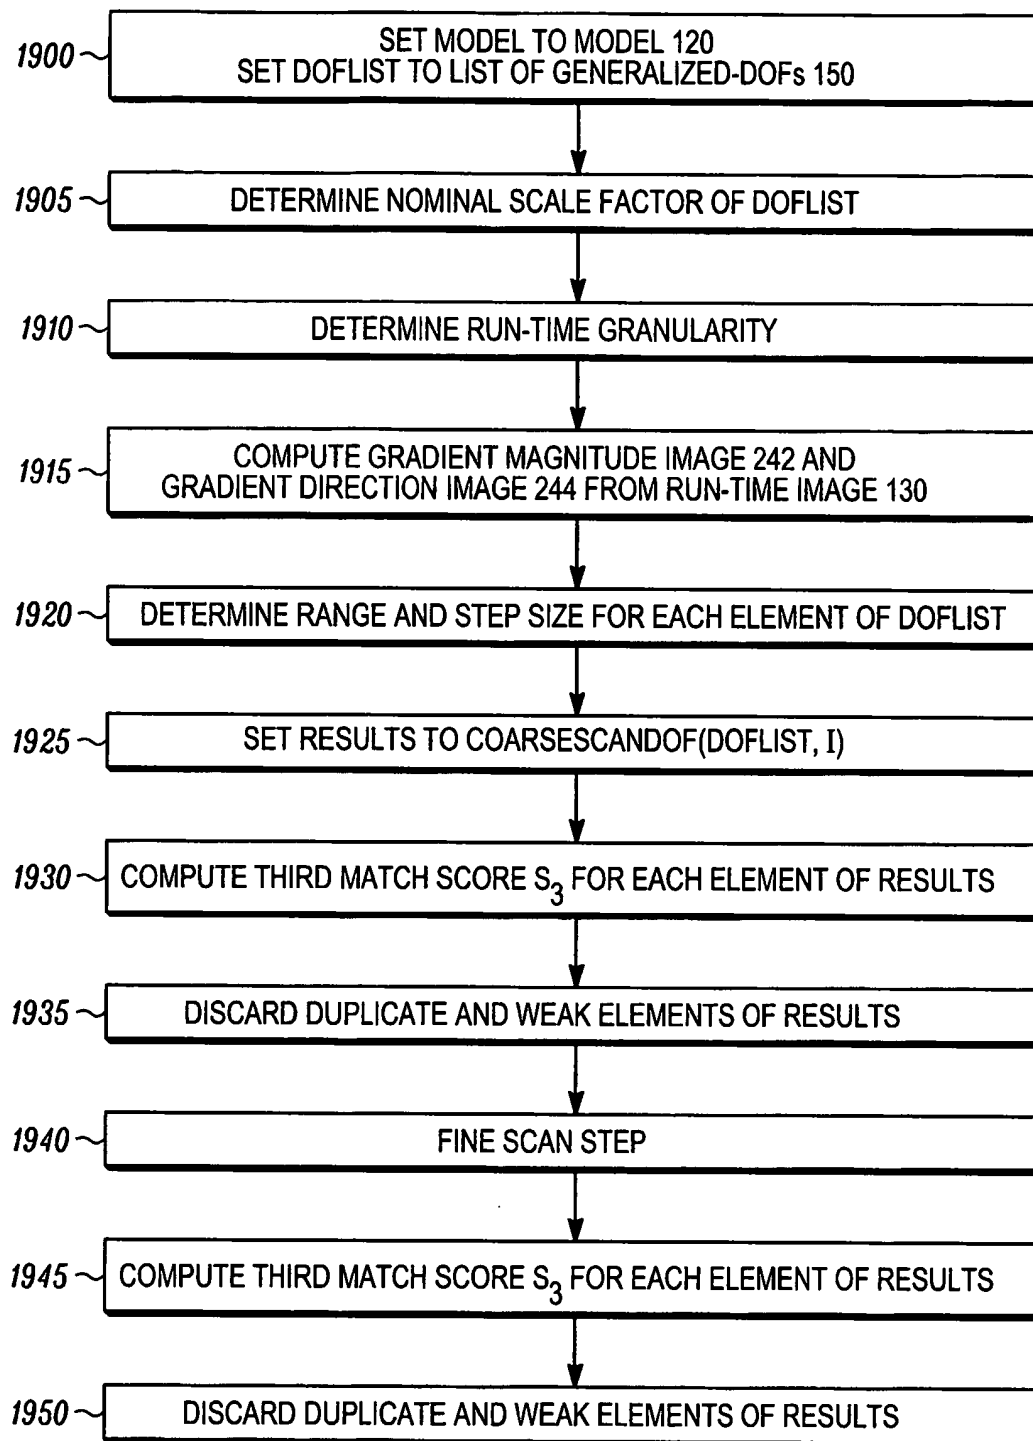 1900
SET MODEL TO MODEL 120
SET DOFLIST TO LIST OF GENERALIZED-DOFs 150
1905
DETERMINE NOMINAL SCALE FACTOR OF DOFLIST
1910
DETERMINE RUN-TIME GRANULARITY
1915
COMPUTE GRADIENT MAGNITUDE IMAGE 242 AND
GRADIENT DIRECTION IMAGE 244 FROM RUN-TIME IMAGE 130
1920
DETERMINE RANGE AND STEP SIZE FOR EACH ELEMENT OF DOFLIST
1925
SET RESULTS TO COARSESCANDOF(DOFLIST, I)
1930
COMPUTE THIRD MATCH SCORE S3 FOR EACH ELEMENT OF RESULTS
1935
DISCARD DUPLICATE AND WEAK ELEMENTS OF RESULTS
1940
FINE SCAN STEP
1945
COMPUTE THIRD MATCH SCORE S3 FOR EACH ELEMENT OF RESULTS
1950
DISCARD DUPLICATE AND WEAK ELEMENTS OF RESULTS